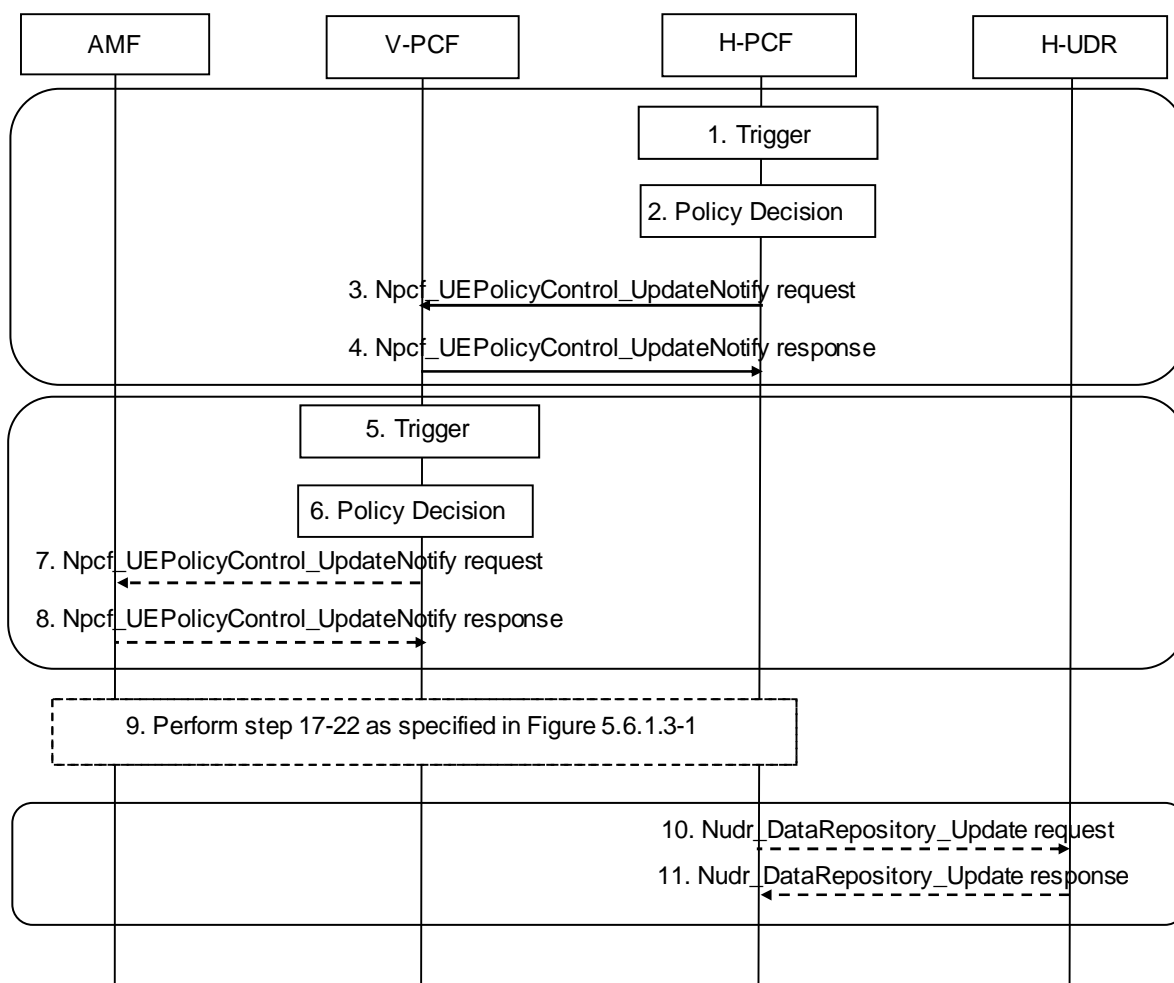 AMF
V-PCF
H-PCF
H-UDR
1. Trigger
2. Policy Decision
3. Npcf_UEPolicyControl_UpdateNotify request
4. Npcf_UEPolicyControl_UpdateNotify response
5. Trigger
6. Policy Decision
7. Npcf_UEPolicyControl_UpdateNotify request
8. Npcf_UEPolicyControl_UpdateNotify response
9. Perform step 17-22 as specified in Figure 5.6.1.3-1
10. Nudr_DataRepository_Update request
11. Nudr_DataRepository_Update response